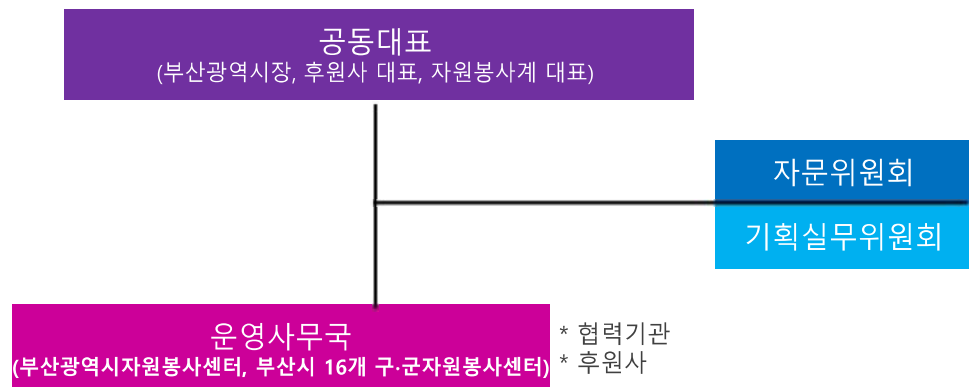 공동대표
(부산광역시장, 후원사 대표, 자원봉사계 대표)
자문위원회
기획실무위원회
운영사무국
(부산광역시자원봉사센터, 부산시 16개 구·군자원봉사센터)
* 협력기관
* 후원사